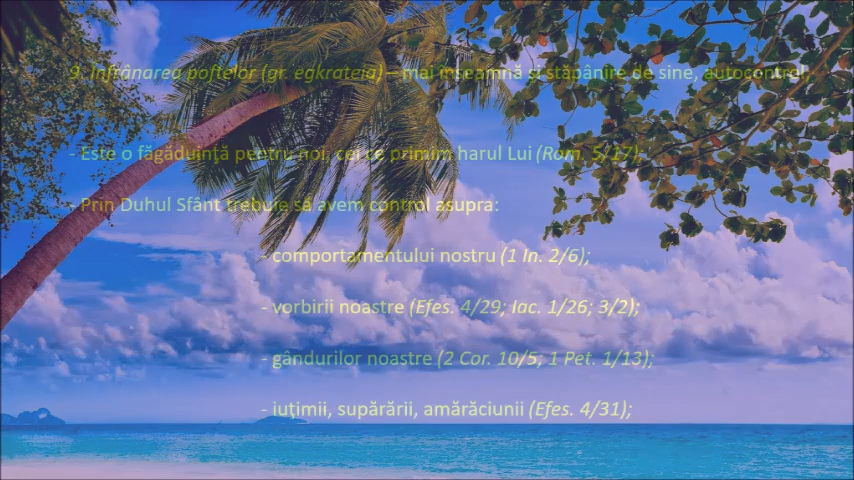 9. Înfrânarea poftelor (gr. egkrateia) – mai înseamnă și stăpânire de sine, autocontrol;
- Este o făgăduință pentru noi, cei ce primim harul Lui (Rom. 5/17);
- Prin Duhul Sfânt trebuie să avem control asupra:
- comportamentului nostru (1 In. 2/6);
- vorbirii noastre (Efes. 4/29; Iac. 1/26; 3/2);
- gândurilor noastre (2 Cor. 10/5; 1 Pet. 1/13);
- iuțimii, supărării, amărăciunii (Efes. 4/31);